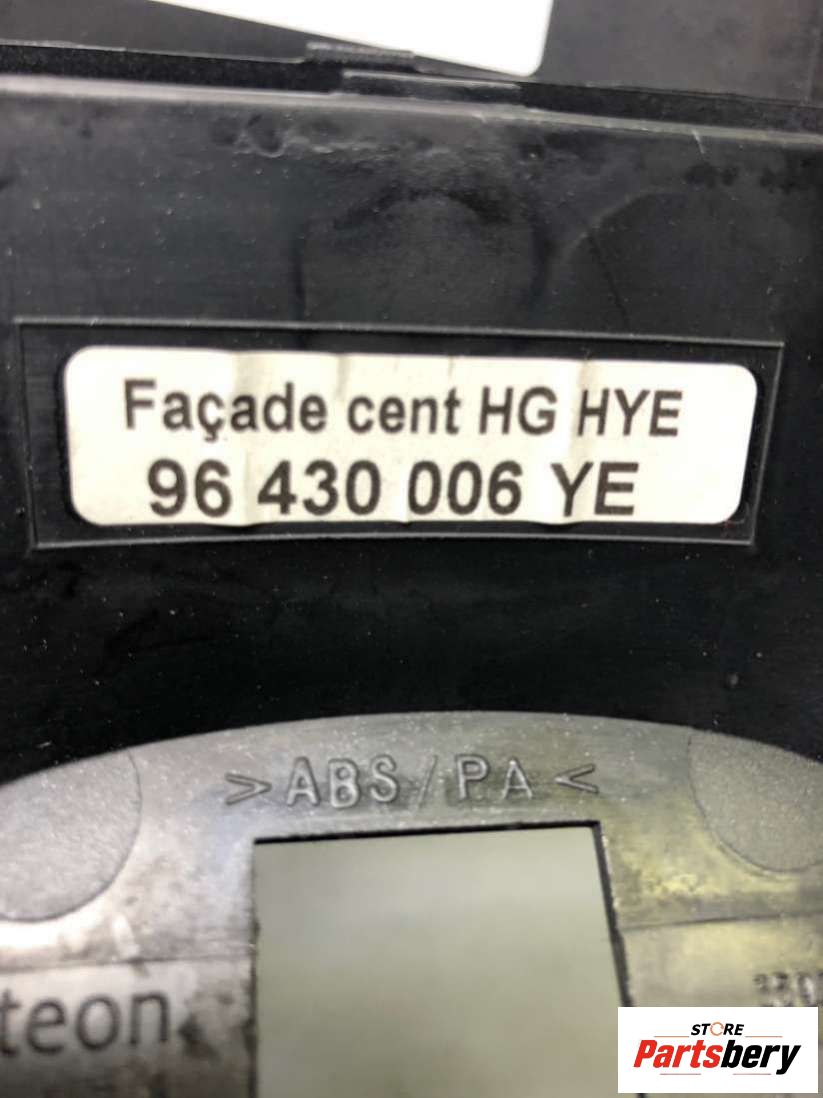 Façade cent HG HYE
96 430 006 YE
>ABS/PA<
teon
STORE
Partsbery